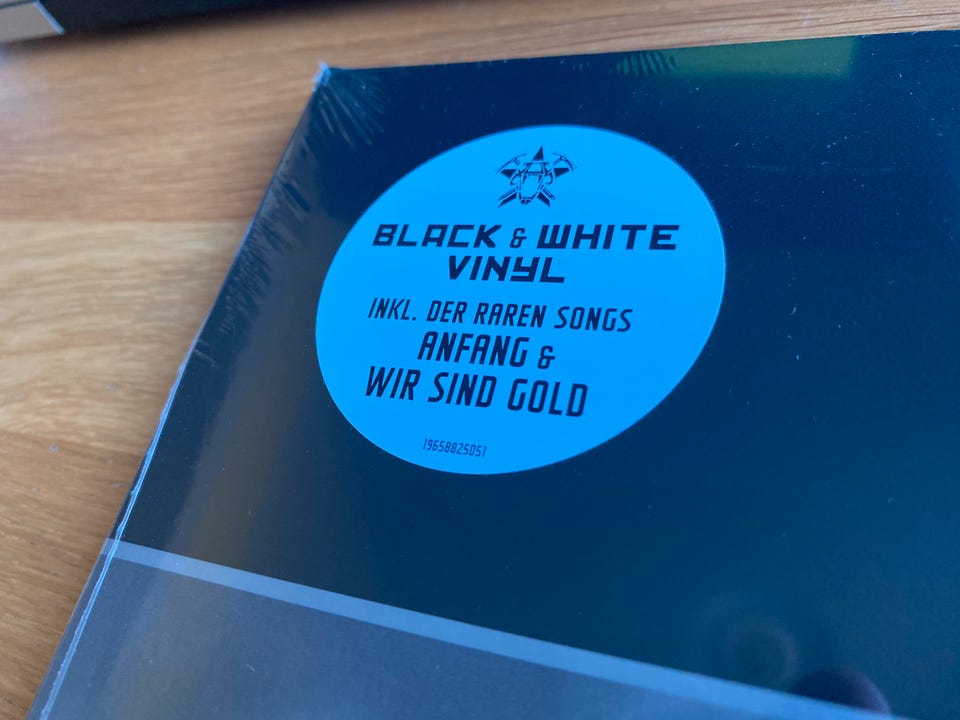 BLACK & WHITE
VINYL
INKL. DER RAREN SONGS
ANFANG &
WIR SIND GOLD
19658825051